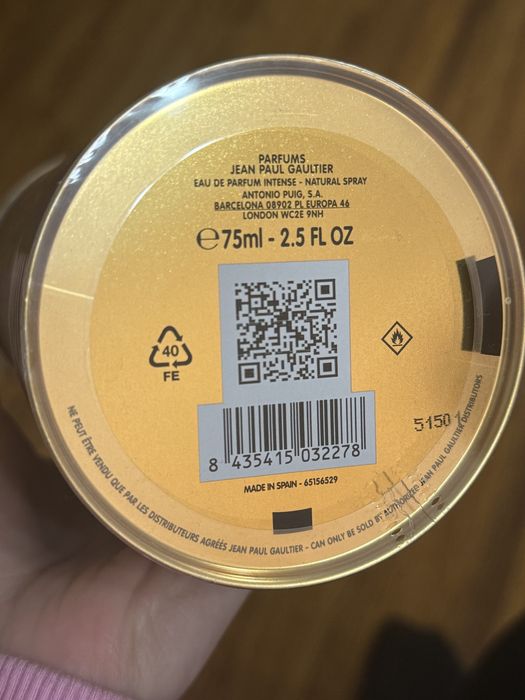 PARFUMS
JEAN PAUL GAULTIER
EAU DE PARFUM INTENSE - NATURAL SPRAY
ANTONIO PUIG, S.A.
BARCELONA 08902 PL EUROPA 46
LONDON WC2E 9NH
℮75ml - 2.5 FL OZ
40
FE
51501
8 435415 032278
MADE IN SPAIN - 65156529
NE PEUT ÊTRE VENDU QUE PAR LES DISTRIBUTEURS AGRÉÉS JEAN PAUL GAULTIER - CAN ONLY BE SOLD BY AUTHORIZED JEAN PAUL GAULTIER DISTRIBUTORS